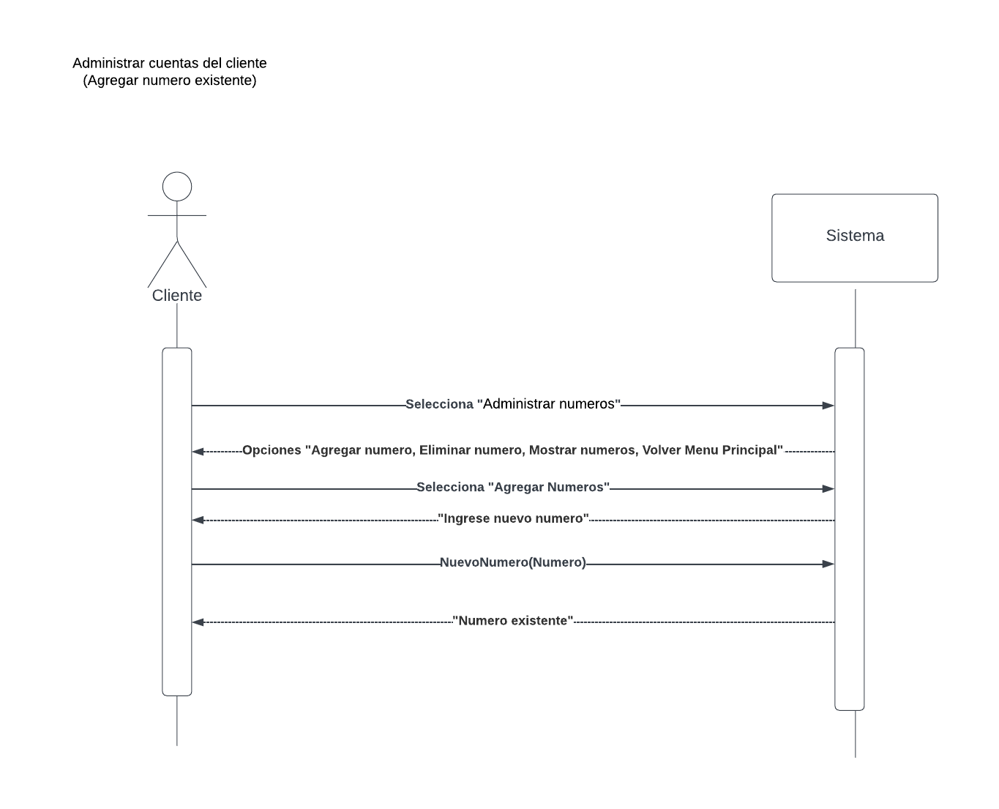 Administrar cuentas del cliente
(Agregar numero existente)
Sistema
Cliente
Selecciona "Administrar numeros"
Opciones "Agregar numero, Eliminar numero, Mostrar numeros, Volver Menu Principal"
Selecciona "Agregar Numeros"
"Ingrese nuevo numero"
NuevoNumero(Numero)
"Numero existente"